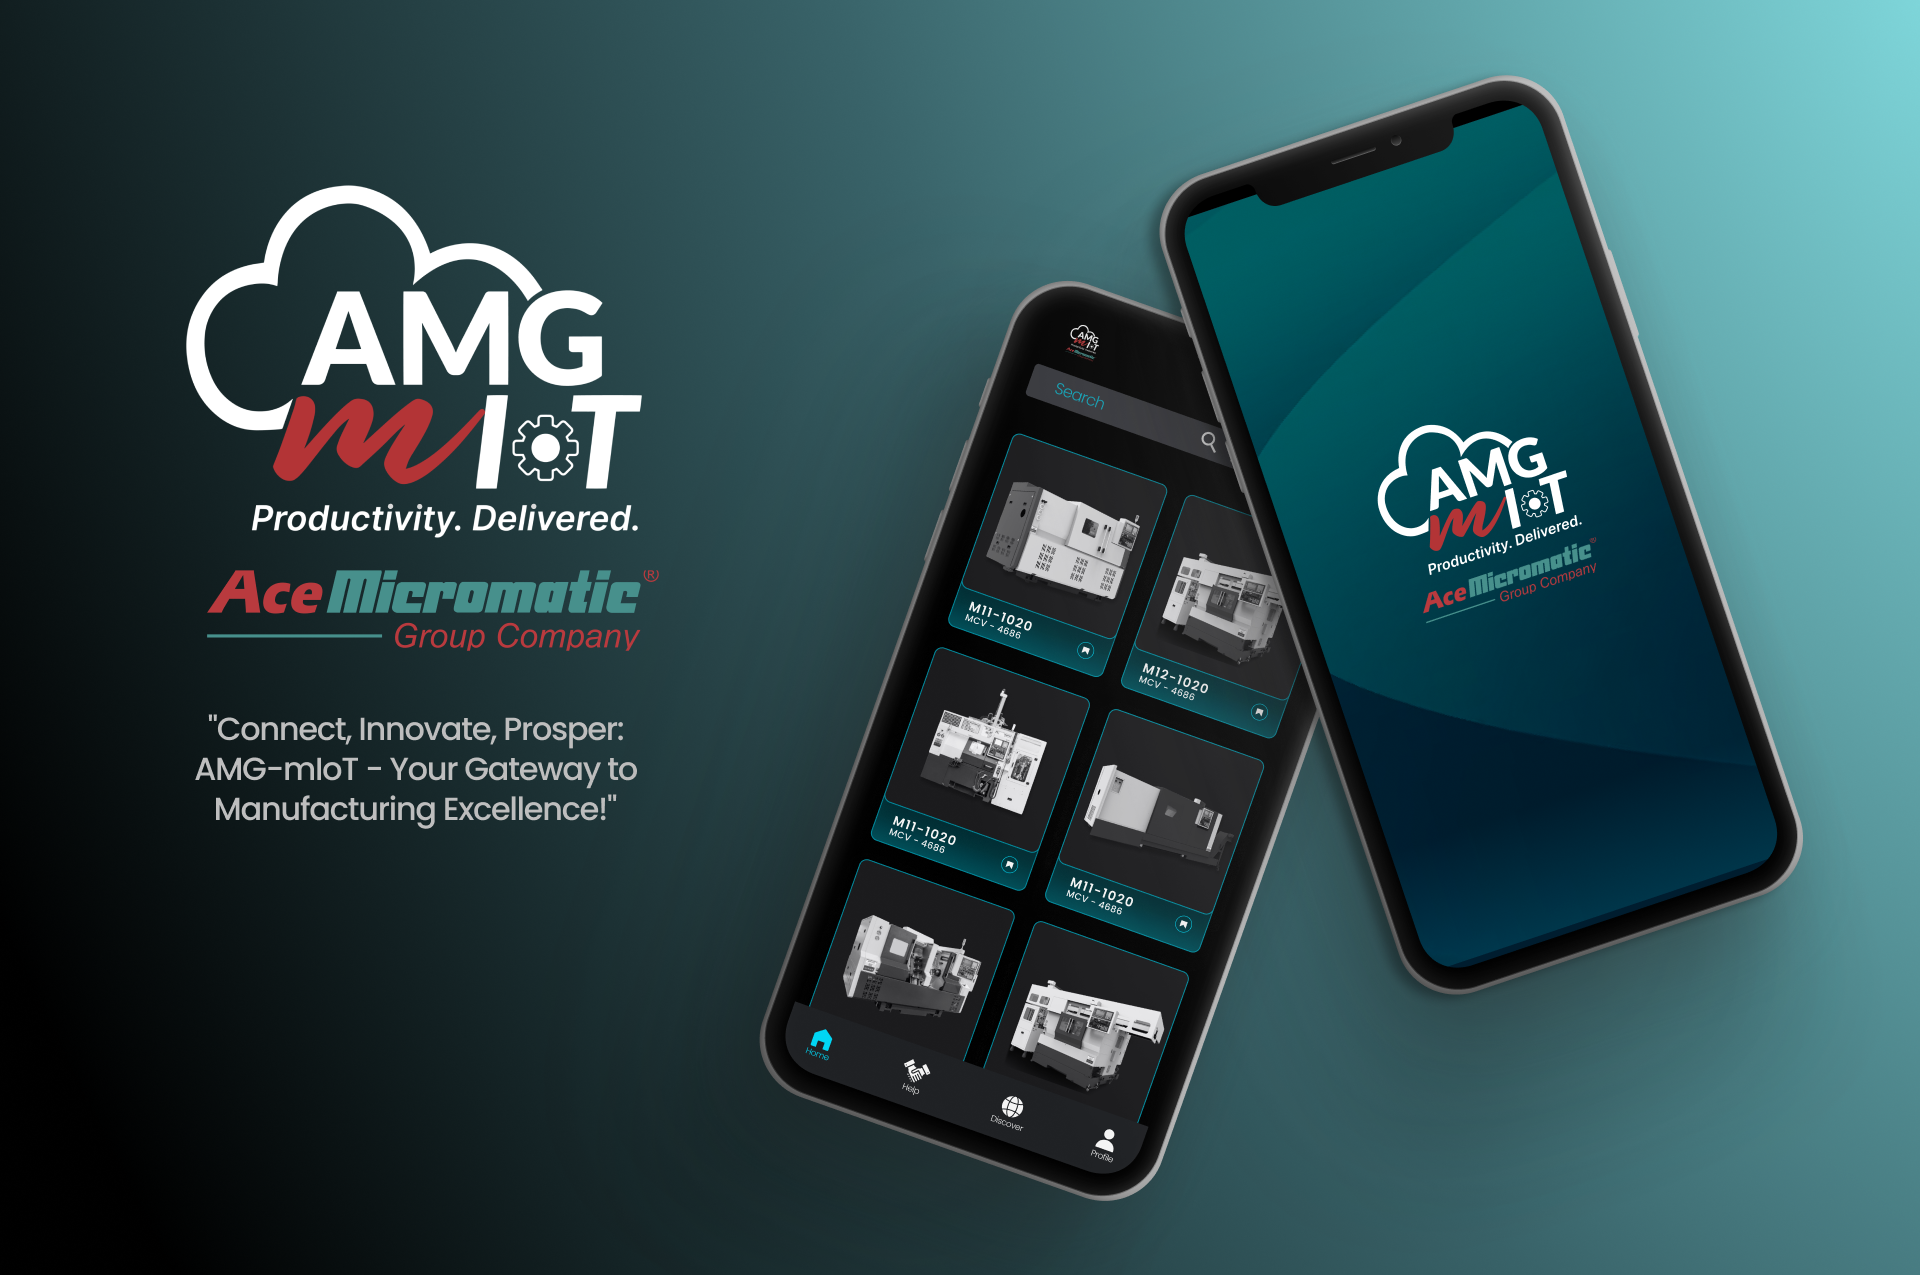 AMG
mIoT
Productivity. Delivered.
Ace Micromatic®
Group Company
"Connect, Innovate, Prosper:
AMG-mIoT - Your Gateway to
Manufacturing Excellence!"
AMG
mIoT
Search
M11-1020
MCV - 4686
M12-1020
MCV - 4686
M11-1020
MCV - 4686
M11-1020
MCV - 4686
Home
Help
Discover
Profile
AMG
mIoT
Productivity. Delivered.
Ace Micromatic®
Group Company